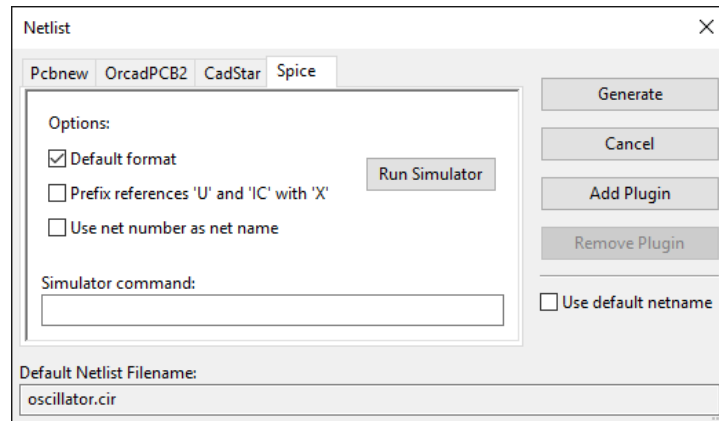 Netlist
Pcbnew OrcadPCB2 CadStar Spice
Options:
Default format
Prefix references 'U' and 'IC' with 'X'
Use net number as net name
Run Simulator
Simulator command:
Generate
Cancel
Add Plugin
Remove Plugin
Use default netname
Default Netlist Filename:
oscillator.cir